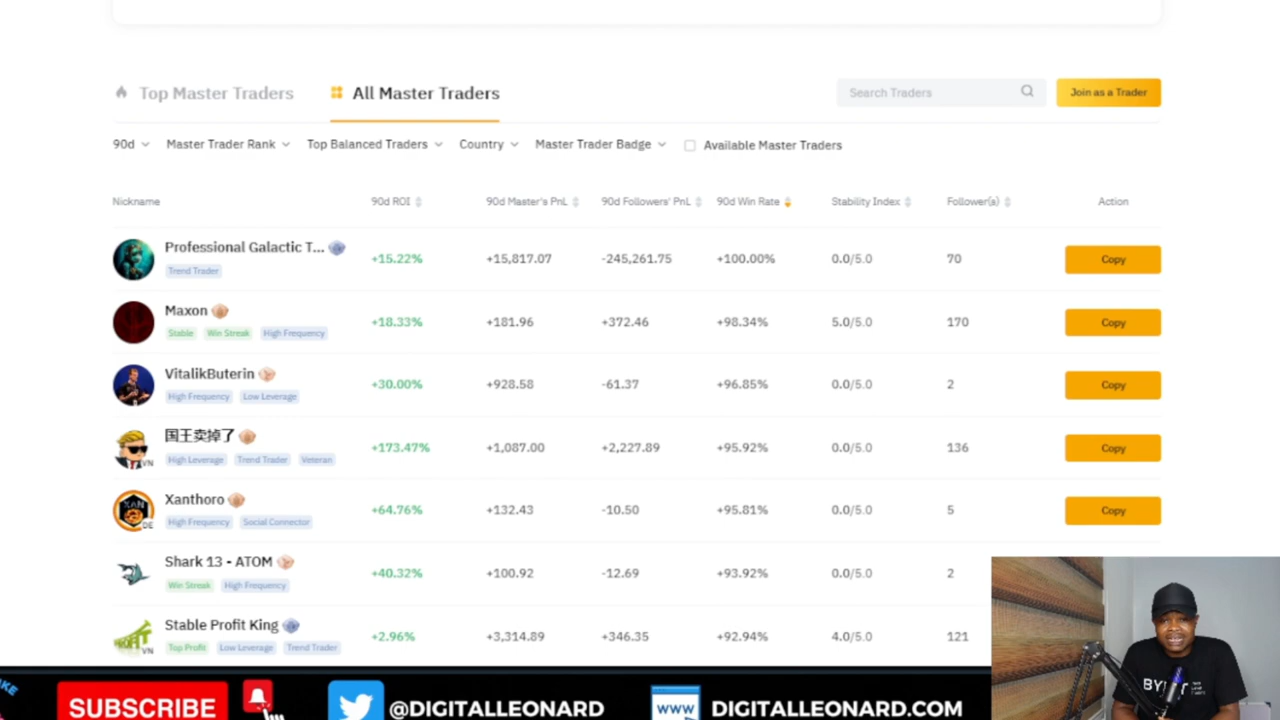 Top Master Traders All Master Traders Search Traders Join as a Trader
90d Master Trader Rank Top Balanced Traders Country Master Trader Badge Available Master Traders
Nickname 90d ROI 90d Master's PnL 90d Followers' PnL 90d Win Rate Stability Index Follower(s) Action
Professional Galactic T... +15.22% +15,817.07 -245,261.75 +100.00% 0.0/5.0 70 Copy
Trend Trader
Maxon +18.33% +181.96 +372.46 +98.34% 5.0/5.0 170 Copy
Stable Win Streak High Frequency
VitalikButerin +30.00% +928.58 -61.37 +96.85% 0.0/5.0 2 Copy
High Frequency Low Leverage
国王卖掉了 +173.47% +1,087.00 +2,227.89 +95.92% 0.0/5.0 136 Copy
VN High Leverage Trend Trader Veteran
Xanthoro +64.76% +132.43 -10.50 +95.81% 0.0/5.0 5 Copy
XAN DE High Frequency Social Connector
Shark 13 - ATOM +40.32% +100.92 -12.69 +93.92% 0.0/5.0 2
Win Streak High Frequency
Stable Profit King +2.96% +3,314.89 +346.35 +92.94% 4.0/5.0 121
VN Top Profit Low Leverage Trend Trader
SUBSCRIBE @DIGITALLEONARD WWW DIGITALLEONARD.COM